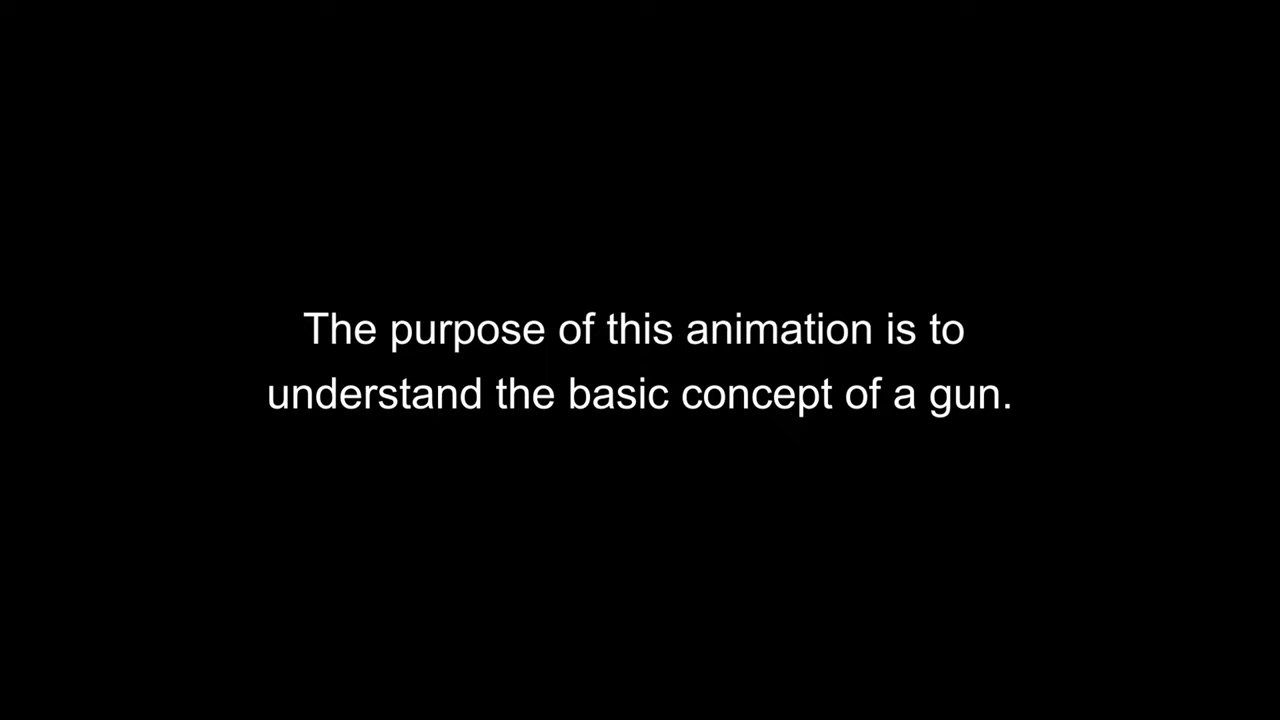 The purpose of this animation is to
understand the basic concept of a gun.